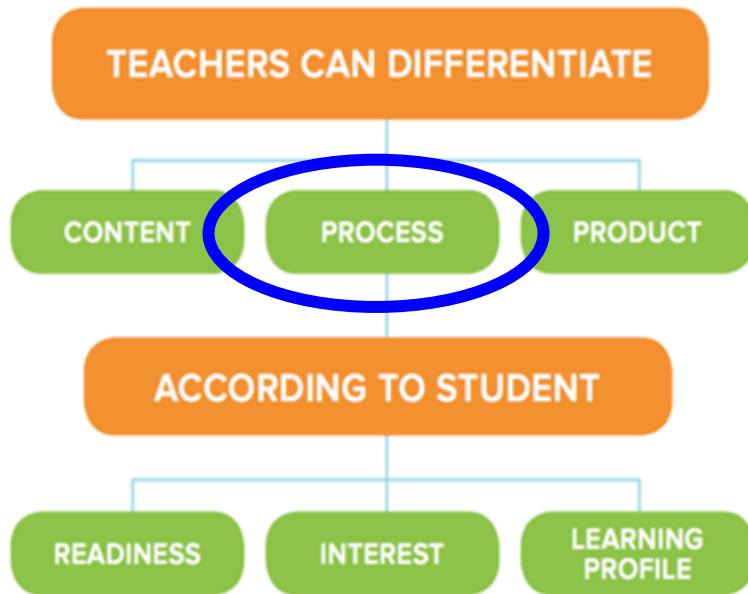 TEACHERS CAN DIFFERENTIATE
CONTENT
PROCESS
PRODUCT
ACCORDING TO STUDENT
READINESS
INTEREST
LEARNING
PROFILE